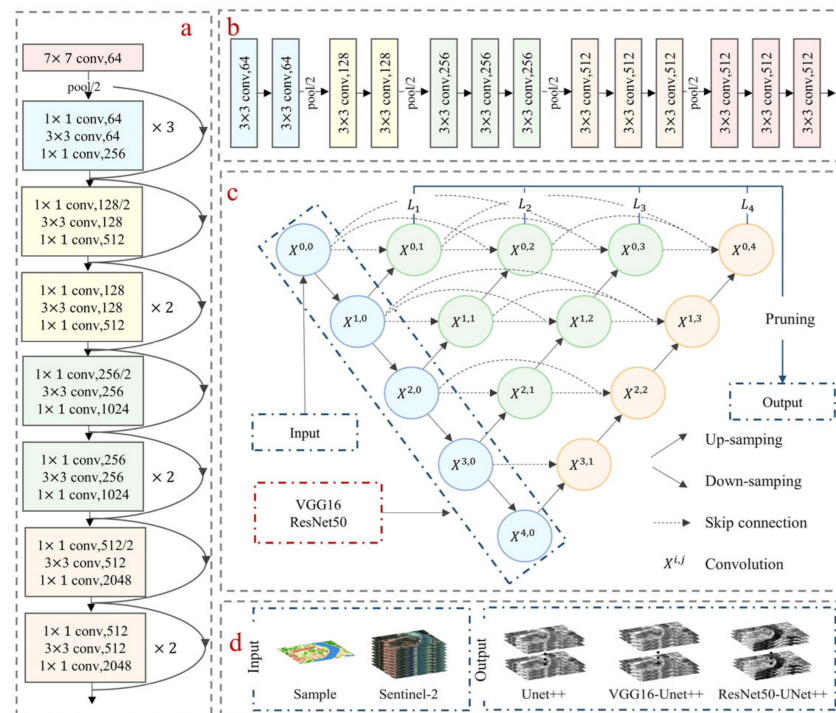 a
7× 7 conv,64
pool/2
1× 1 conv,64
3×3 conv,64
1× 1 conv,256
× 3
1× 1 conv,128/2
3×3 conv,128
1× 1 conv,512
1× 1 conv,128
3×3 conv,128
1× 1 conv,512
× 2
1× 1 conv,256/2
3×3 conv,256
1× 1 conv,1024
1× 1 conv,256
3×3 conv,256
1× 1 conv,1024
× 2
1× 1 conv,512/2
3×3 conv,512
1× 1 conv,2048
1× 1 conv,512
3×3 conv,512
1× 1 conv,2048
× 2
b
3×3 conv,64
3×3 conv,64
pool/2
3×3 conv,128
3×3 conv,128
pool/2
3×3 conv,256
3×3 conv,256
3×3 conv,256
pool/2
3×3 conv,512
3×3 conv,512
3×3 conv,512
pool/2
3×3 conv,512
3×3 conv,512
3×3 conv,512
c
L1 L2 L3 L4
X0,0 X0,1 X0,2 X0,3 X0,4
X1,0 X1,1 X1,2 X1,3
Pruning
X2,0 X2,1 X2,2
Output
Input
X3,0 X3,1
X4,0
VGG16
ResNet50
Up-samping
Down-samping
Skip connection
Xi,j Convolution
d
Input
Sample
Sentinel-2
Output
Unet++
VGG16-Unet++
ResNet50-UNet++